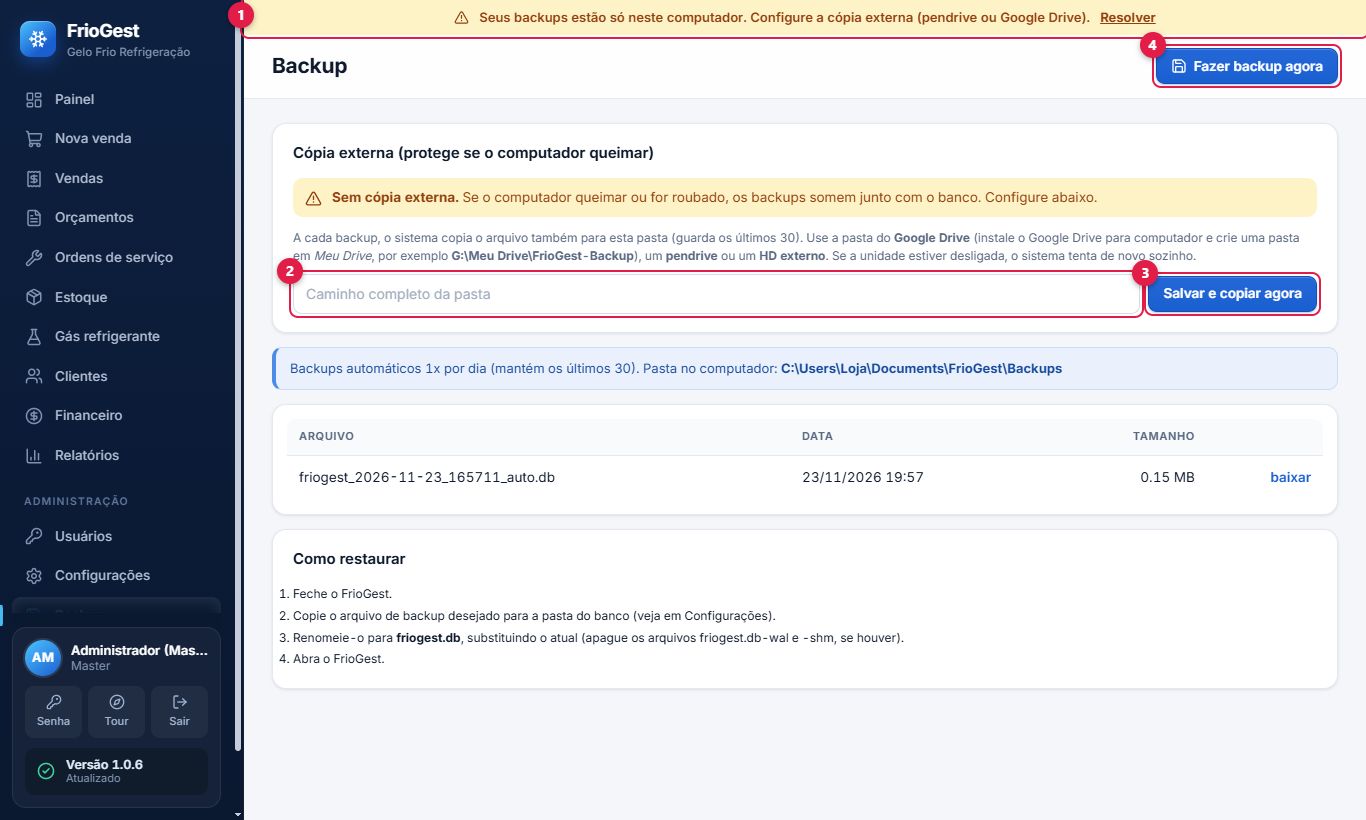 1
Seus backups estão só neste computador. Configure a cópia externa (pendrive ou Google Drive). Resolver
FrioGest
Gelo Frio Refrigeração
Painel
Nova venda
Vendas
Orçamentos
Ordens de serviço
Estoque
Gás refrigerante
Clientes
Financeiro
Relatórios
ADMINISTRAÇÃO
Usuários
Configurações
AM
Administrador (Mas...
Master
Senha
Tour
Sair
Versão 1.0.6
Atualizado
Backup
4
Fazer backup agora
Cópia externa (protege se o computador queimar)
Sem cópia externa. Se o computador queimar ou for roubado, os backups somem junto com o banco. Configure abaixo.
A cada backup, o sistema copia o arquivo também para esta pasta (guarda os últimos 30). Use a pasta do Google Drive (instale o Google Drive para computador e crie uma pasta
em Meu Drive, por exemplo G:\Meu Drive\FrioGest-Backup), um pendrive ou um HD externo. Se a unidade estiver desligada, o sistema tenta de novo sozinho.
2
Caminho completo da pasta
3
Salvar e copiar agora
Backups automáticos 1x por dia (mantém os últimos 30). Pasta no computador: C:\Users\Loja\Documents\FrioGest\Backups
ARQUIVO DATA TAMANHO
friogest_2026-11-23_165711_auto.db 23/11/2026 19:57 0.15 MB baixar
Como restaurar
1. Feche o FrioGest.
2. Copie o arquivo de backup desejado para a pasta do banco (veja em Configurações).
3. Renomeie-o para friogest.db, substituindo o atual (apague os arquivos friogest.db-wal e -shm, se houver).
4. Abra o FrioGest.